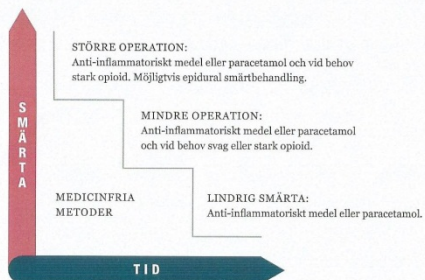 STÖRRE OPERATION:
Anti-inflammatoriskt medel eller paracetamol och vid behov
stark opioid. Möjligtvis epidural smärtbehandling.
MINDRE OPERATION:
Anti-inflammatoriskt medel eller paracetamol
och vid behov svag eller stark opioid.
SMÄRTA
MEDICINFRIA
METODER
LINDRIG SMÄRTA:
Anti-inflammatoriskt medel eller paracetamol.
TID